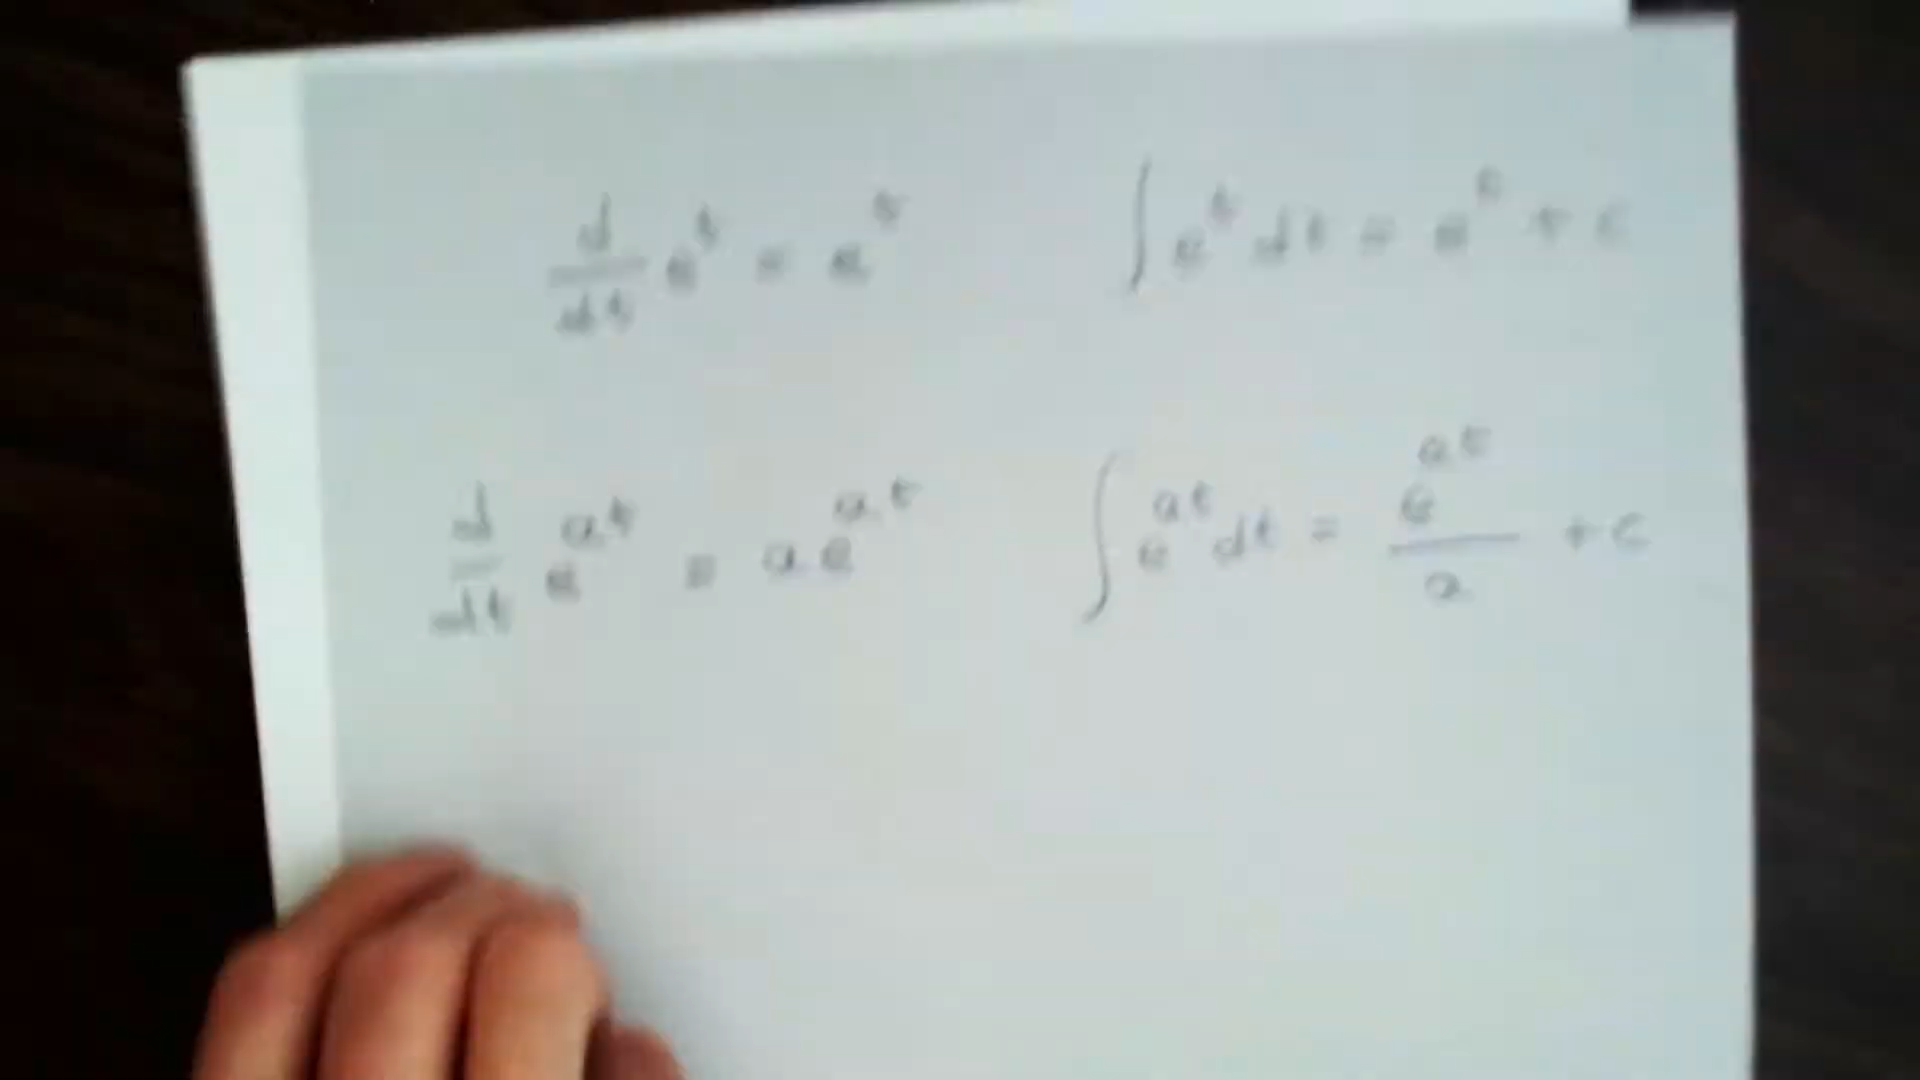 d/dt e^t = e^t    ∫ e^t dt = e^t + c
d/dt e^at = a e^at    ∫ e^at dt = e^at/a + c